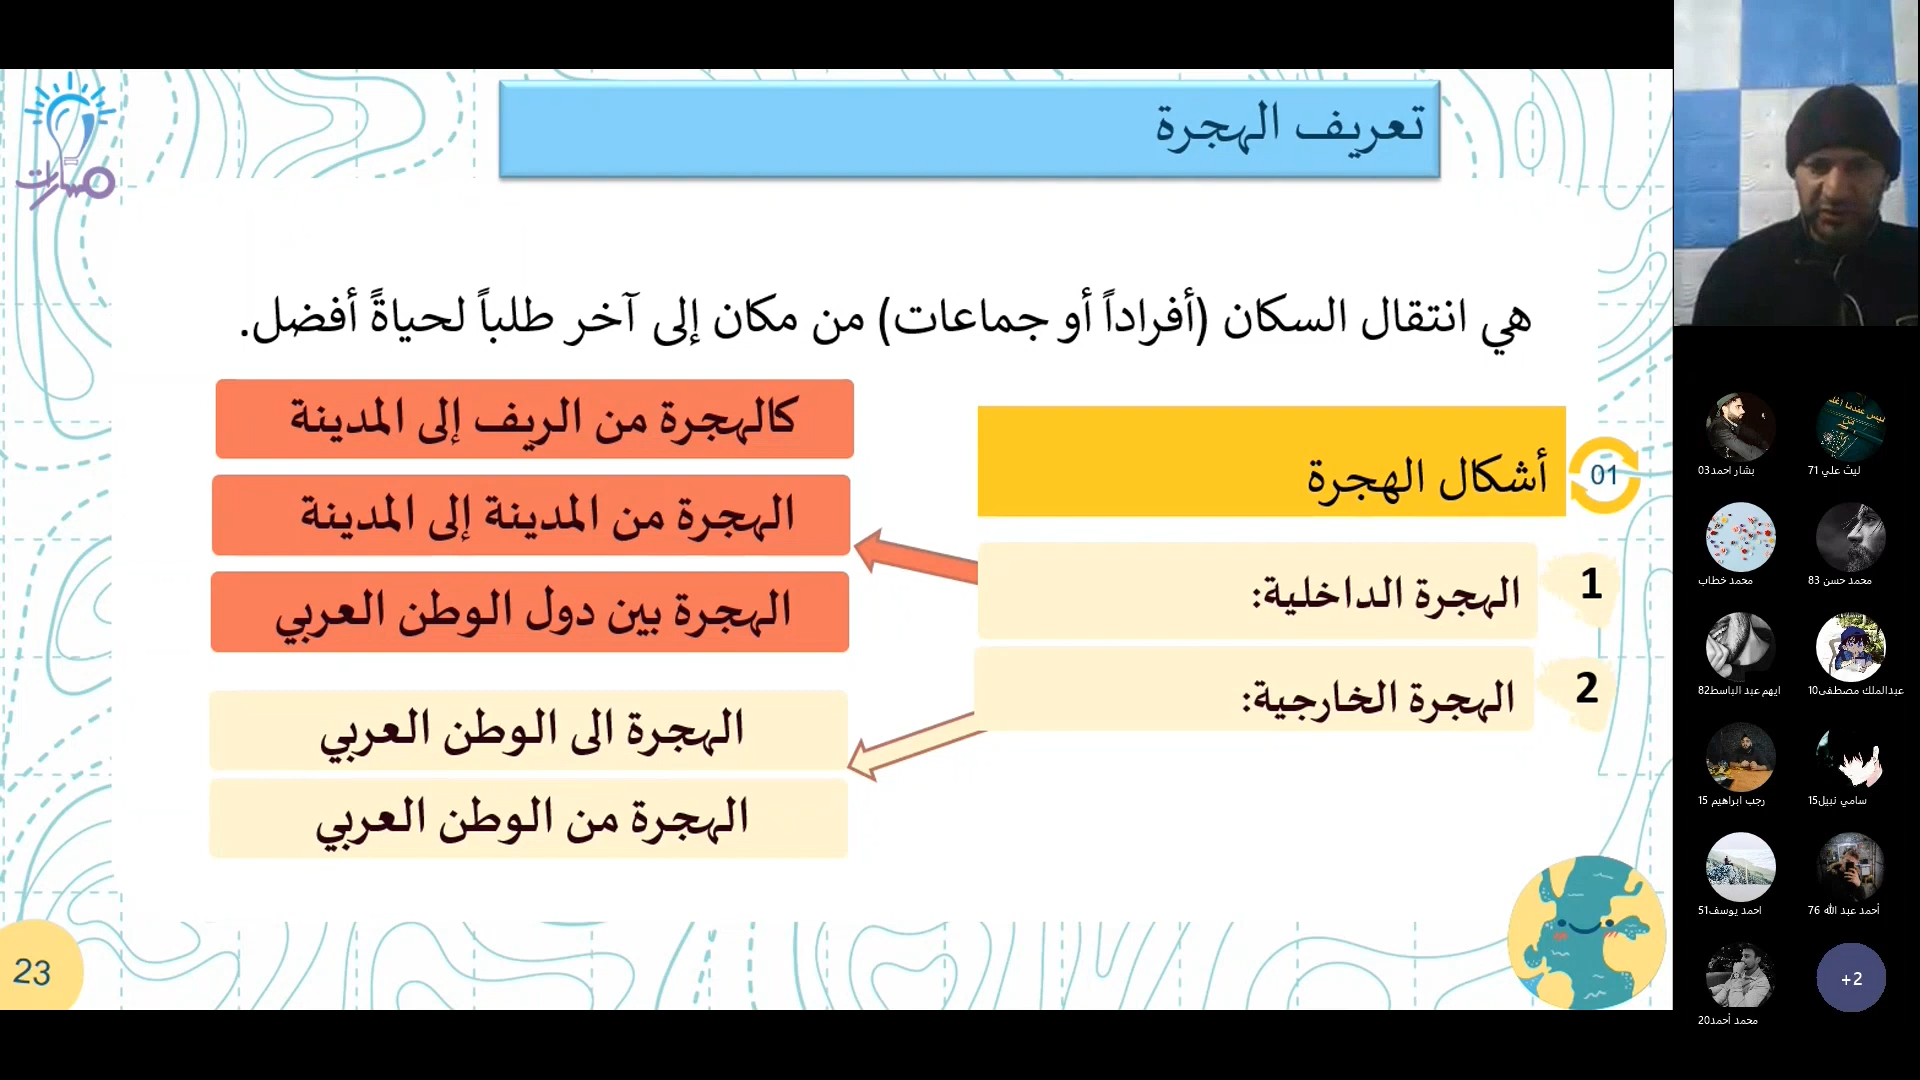 تعريف الهجرة
مهارات
هي انتقال السكان (أفراداً أو جماعات) من مكان إلى آخر طلباً لحياةً أفضل.
01
أشكال الهجرة
1
الهجرة الداخلية:
كالهجرة من الريف إلى المدينة
الهجرة من المدينة إلى المدينة
الهجرة بين دول الوطن العربي
2
الهجرة الخارجية:
الهجرة الى الوطن العربي
الهجرة من الوطن العربي
23
ليث علي 71
بشار احمد03
محمد حسن 83
محمد خطاب
عبدالملك مصطفى10
ايهم عبد الباسط82
سامي نبيل15
رجب ابراهيم 15
أحمد عبد الله 76
احمد يوسف51
+2
محمد أحمد20